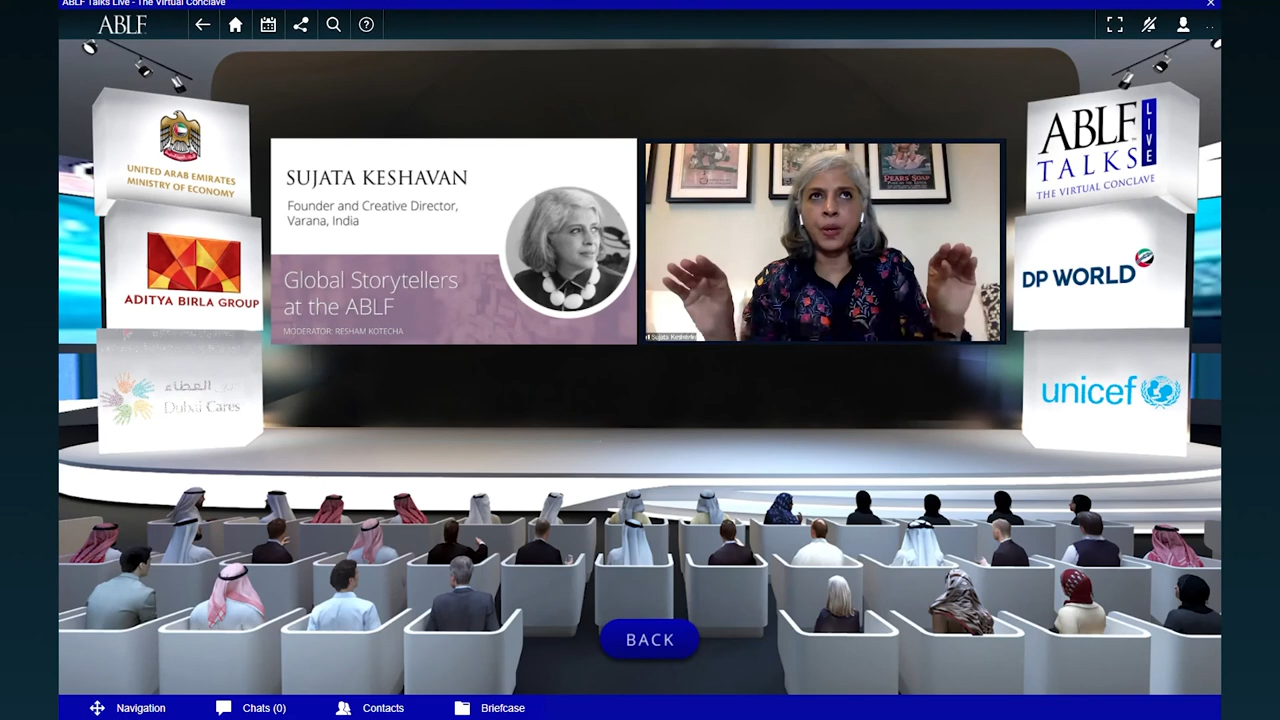 ABLF Talks Live - The Virtual Conclave
ABLF
UNITED ARAB EMIRATES
MINISTRY OF ECONOMY
ADITYA BIRLA GROUP
العطاء
Dubai Cares
SUJATA KESHAVAN
Founder and Creative Director,
Varana, India
Global Storytellers
at the ABLF
MODERATOR: RESHAM KOTECHA
PEARS SOAP
Sujata Keshavan
ABLF
LIVE
TALKS
THE VIRTUAL CONCLAVE
DP WORLD
unicef
BACK
Navigation
Chats (0)
Contacts
Briefcase